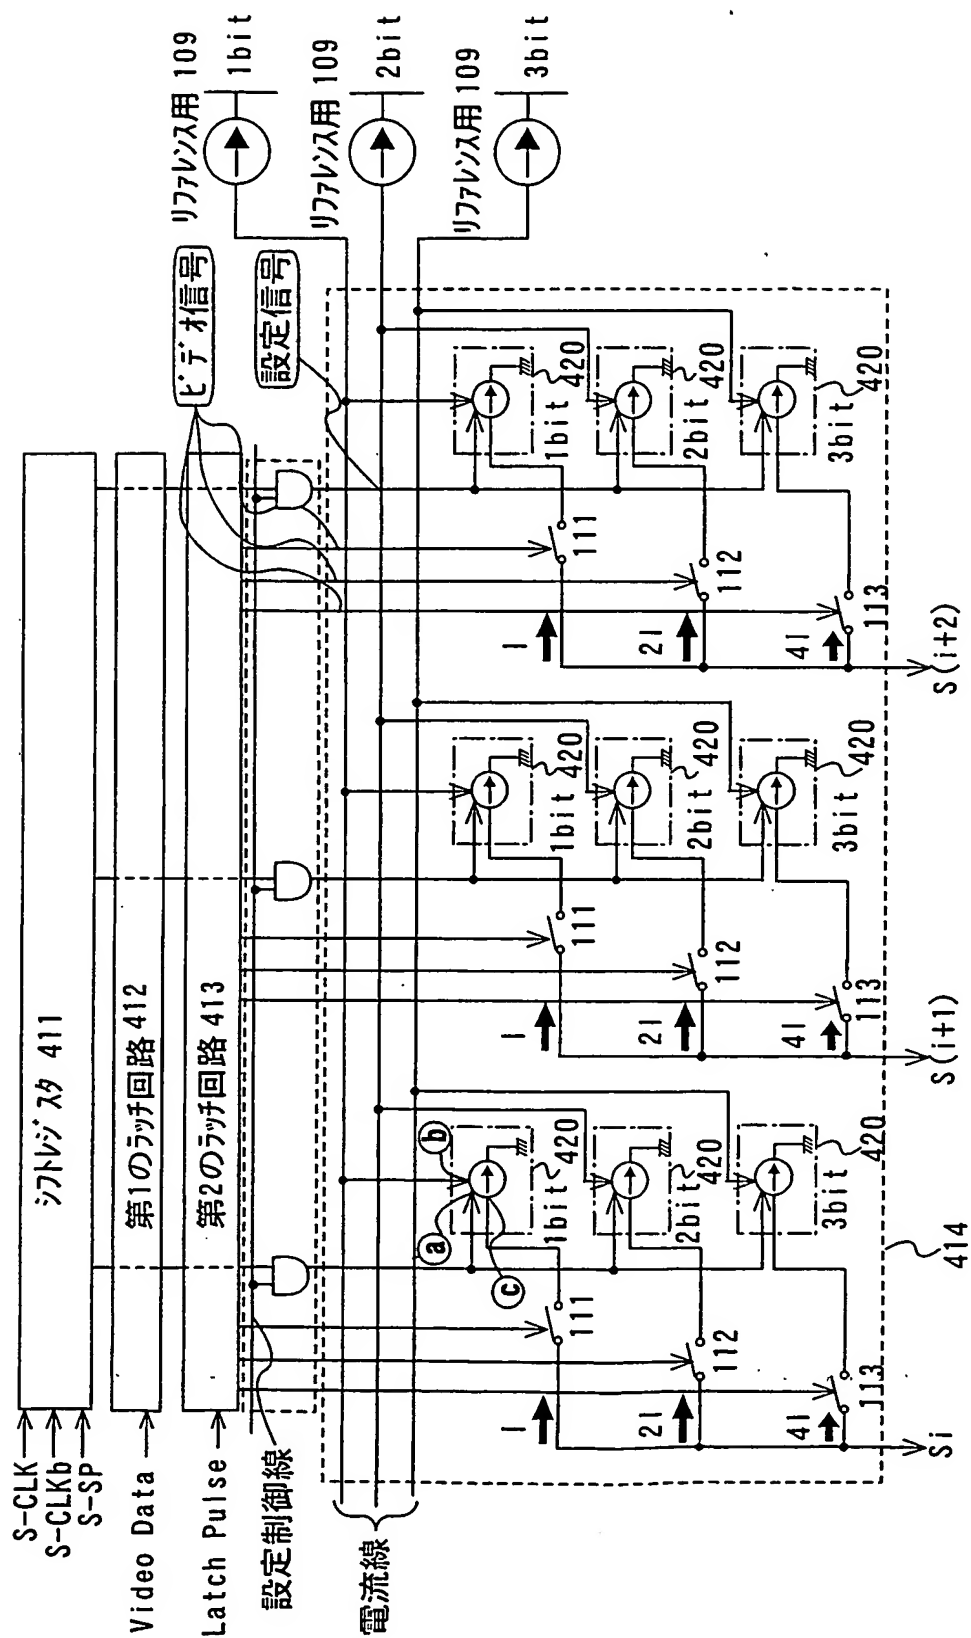 S-CLK
S-CLKb
S-SP
Video Data
Latch Pulse
設定制御線
電流線
シフトレジスタ 411
第1のラッチ回路 412
第2のラッチ回路 413
ビデオ信号
設定信号
リファレンス用 109
1bit
リファレンス用 109
2bit
リファレンス用 109
3bit
a
b
c
1bit
420
2bit
420
3bit
420
111
112
113
I
2I
4I
Si
1bit
420
2bit
420
3bit
420
111
112
113
I
2I
4I
S(i+1)
1bit
420
2bit
420
3bit
420
111
112
113
I
2I
4I
S(i+2)
414